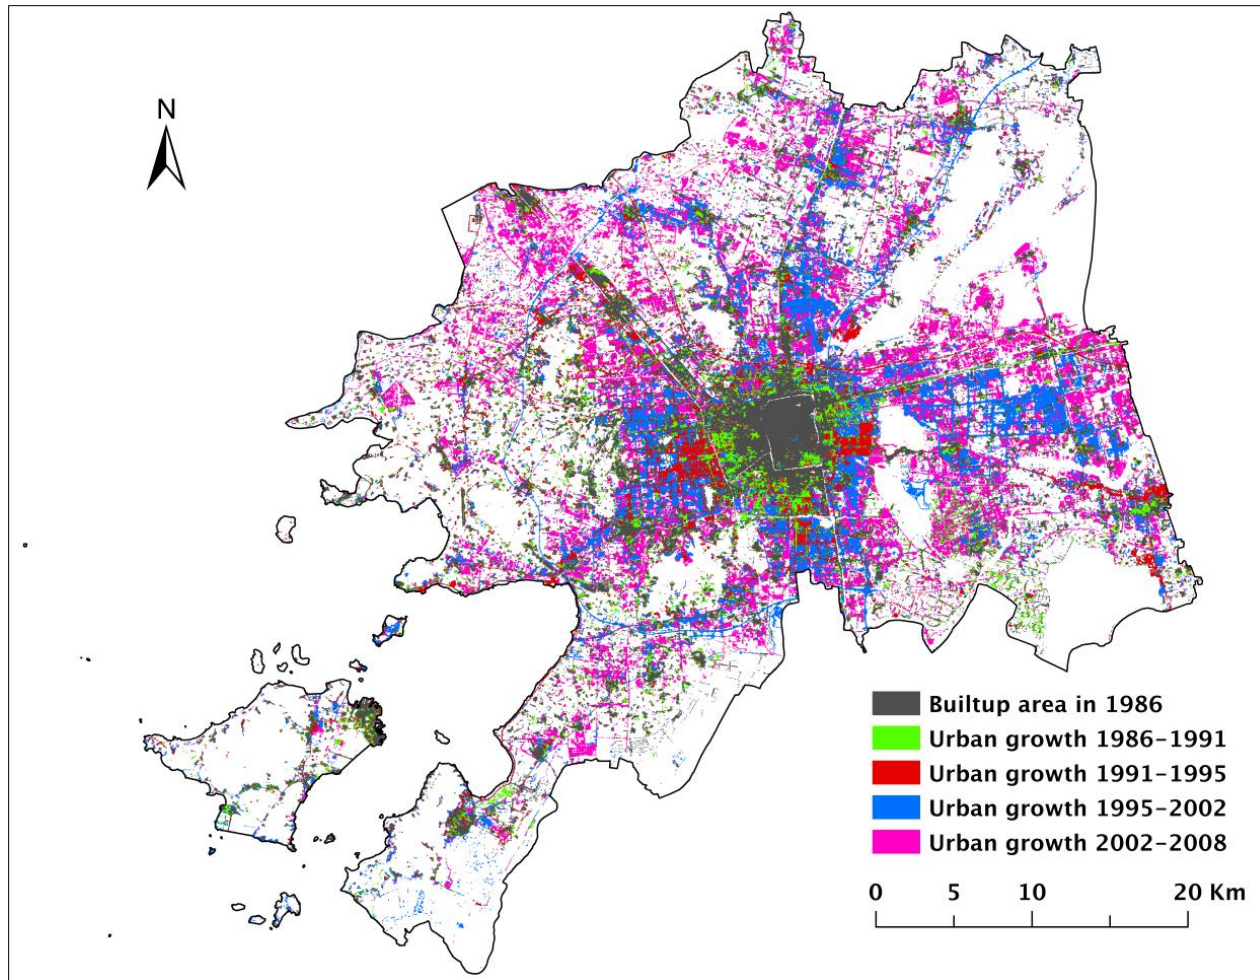 N
Builtup area in 1986
Urban growth 1986–1991
Urban growth 1991–1995
Urban growth 1995–2002
Urban growth 2002–2008
0 5 10 20 Km